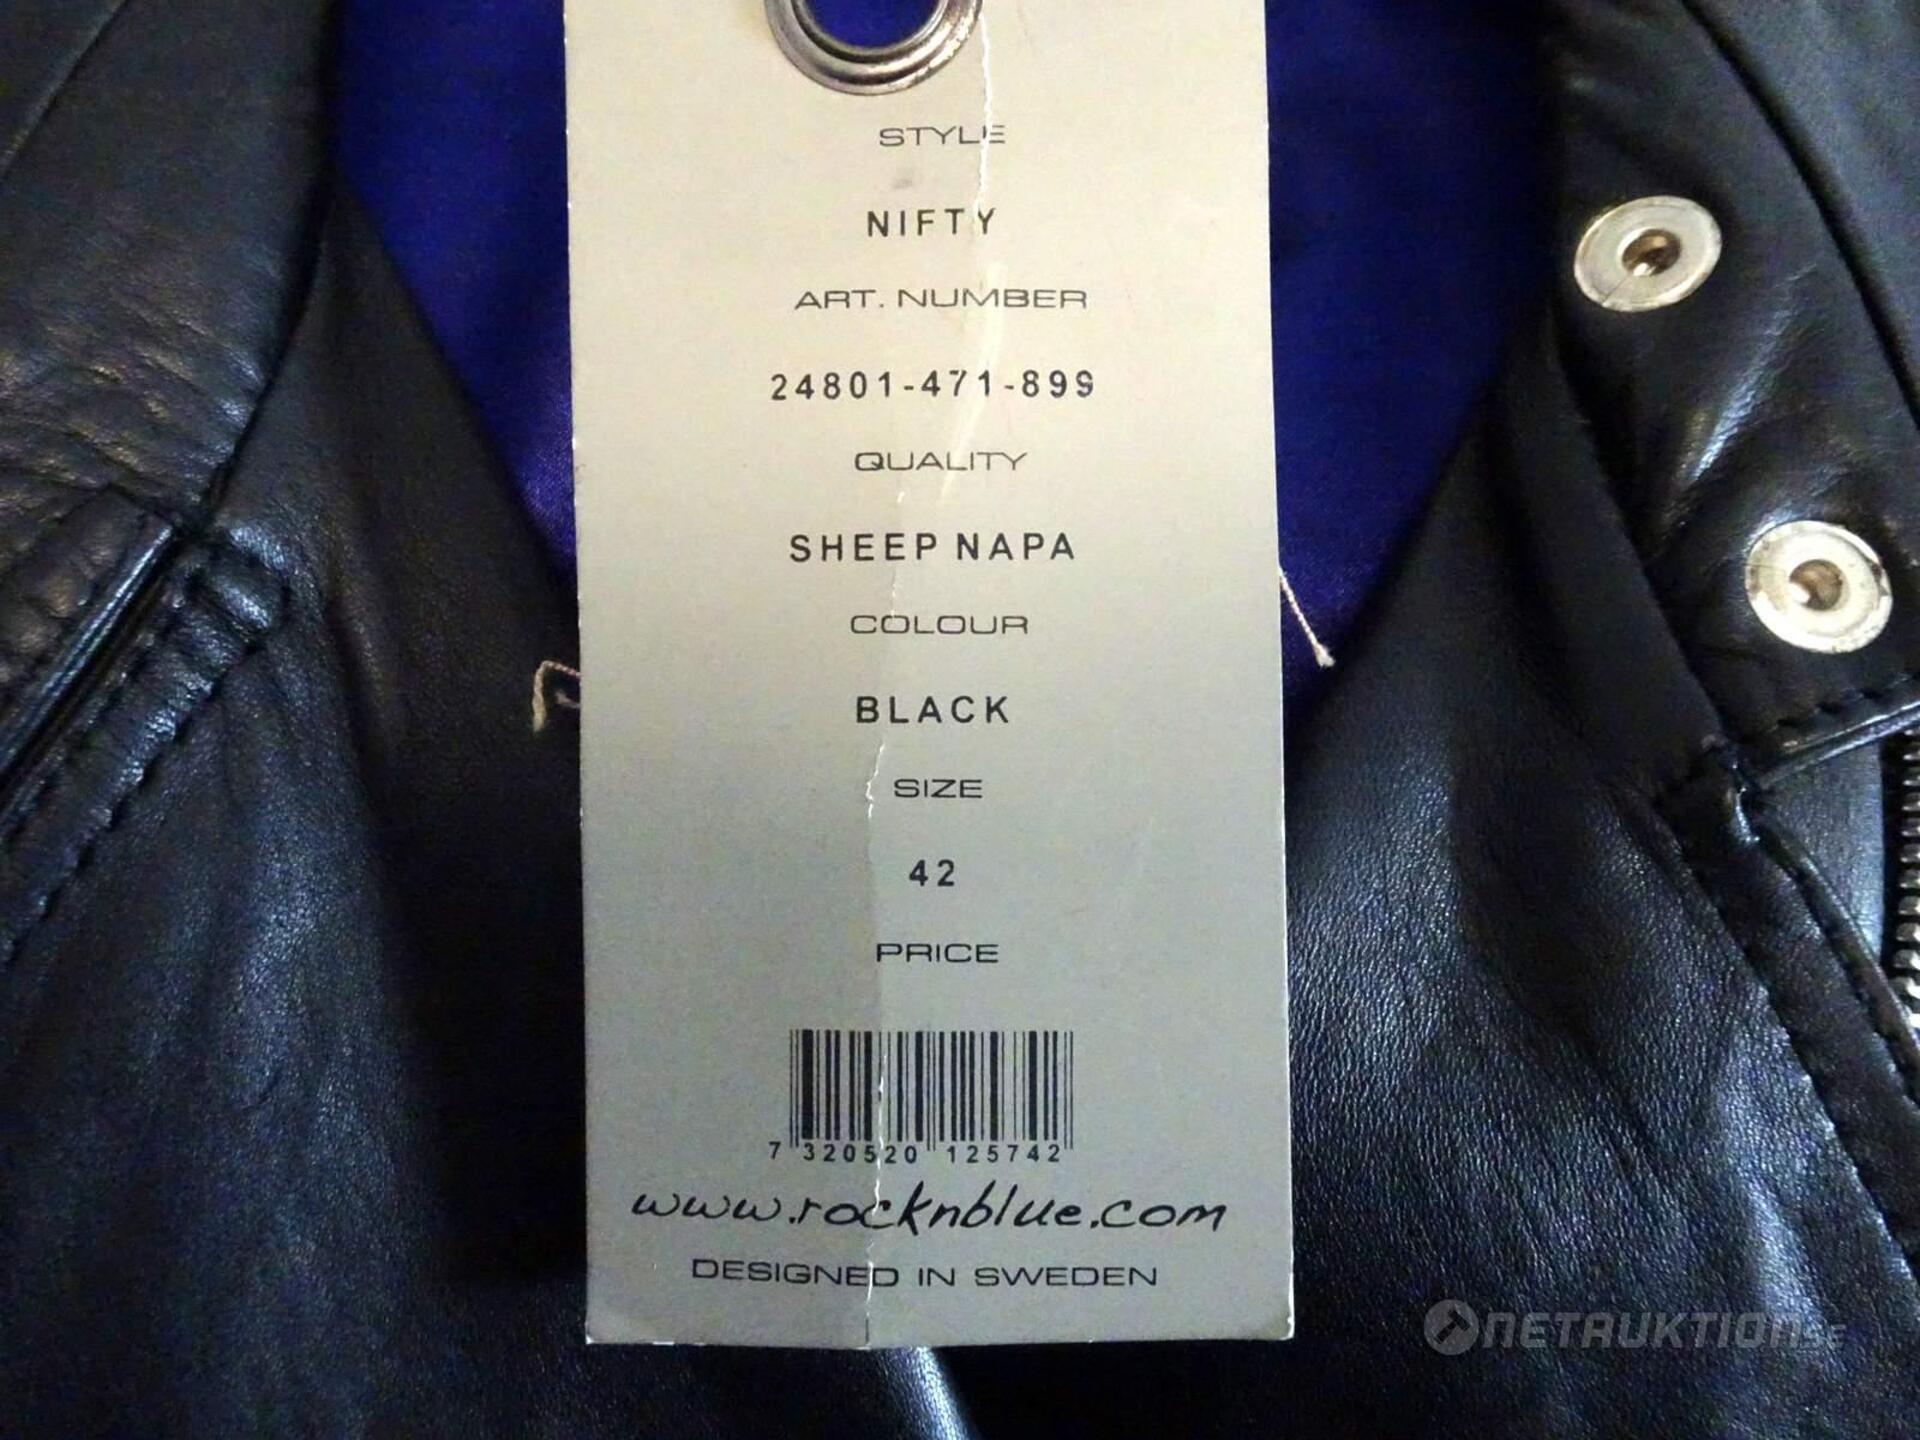 STYLE
NIFTY
ART. NUMBER
24801-471-899
QUALITY
SHEEP NAPA
COLOUR
BLACK
SIZE
42
PRICE
7 320520 125742
www.rocknblue.com
DESIGNED IN SWEDEN
NETRUKTION.SE